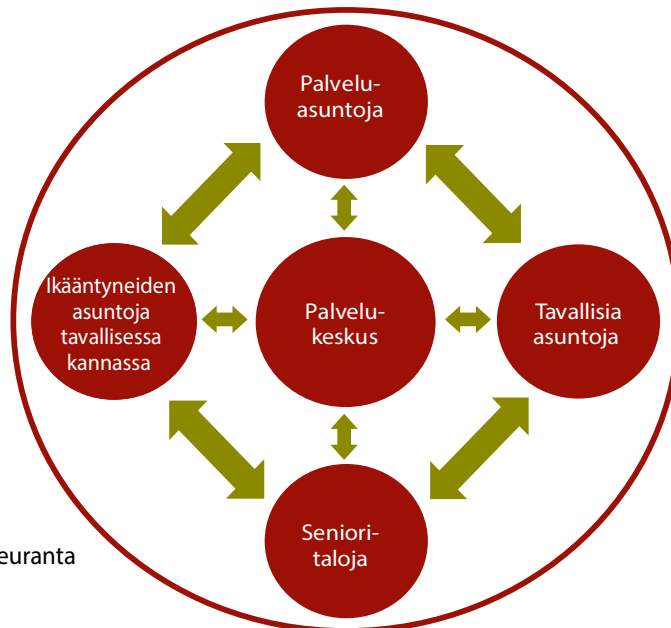 Palvelu-
asuntoja
Ikääntyneiden
asuntoja
tavallisessa
kannassa
Palvelu-
keskus
Tavallisia
asuntoja
Seniori-
taloja
euranta